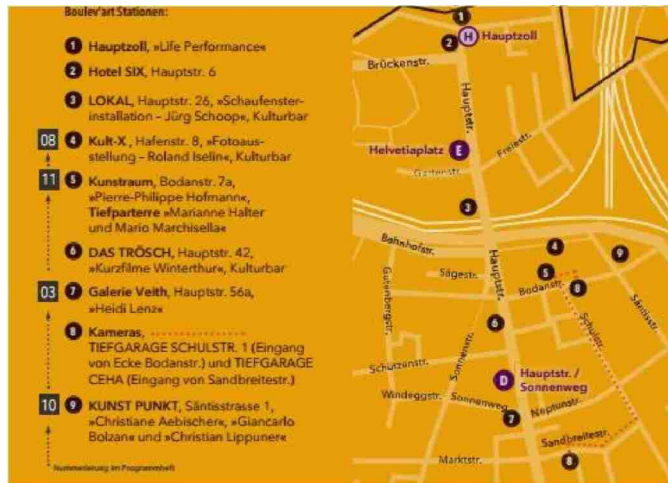 Boulev'art Stationen:
1 Hauptzoll, »Life Performance«
2 Hotel SIX, Hauptstr. 6
3 LOKAL, Hauptstr. 26, »Schaufenster-
installation – Jürg Schoop«, Kulturbar
08 4 Kult-X, Hafenstr. 8, »Fotoaus-
stellung – Roland Iselin«, Kulturbar
11 5 Kunstraum, Bodanstr. 7a,
»Pierre-Philippe Hofmann«,
Tiefparterre »Marianne Halter
und Mario Marchisella«
6 DAS TRÖSCH, Hauptstr. 42,
»Kurzfilme Winterthur«, Kulturbar
03 7 Galerie Veith, Hauptstr. 56a,
»Heidi Lenz«
8 Kameras,
TIEFGARAGE SCHULSTR. 1 (Eingang
von Ecke Bodanstr.) und TIEFGARAGE
CEHA (Eingang von Sandbreitestr.)
10 9 KUNST PUNKT, Säntisstrasse 1,
»Christiane Aebischer«, »Giancarlo
Bolzan« und »Christian Lippuner«
Nummerierung im Programmheft
1
H Hauptzoll
2
Brückenstr.
Hauptstr.
Helvetiaplatz E
Freiestr.
Gartenstr.
3
Bahnhofstr.
4
9
Sägestr.
Hauptstr.
5
Bodanstr.
8
Gutenbergstr.
Säntisstr.
6
Schulstr.
Sonnenstr.
Schützenstr.
D Hauptstr. /
Sonnenweg
Windeggstr.
Sonnenweg
Neptunstr.
7
Sandbreitestr.
Marktstr.
8